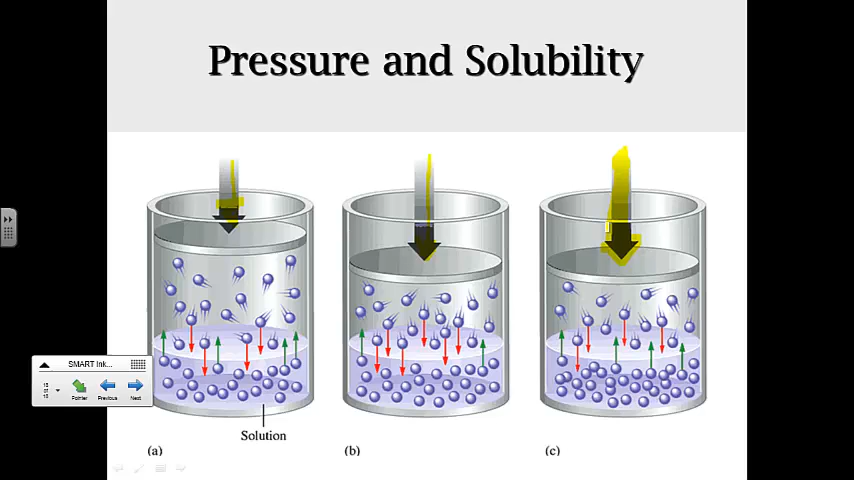 Pressure and Solubility
SMART Ink...
Pointer
Previous
Next
Solution
(a)
(b)
(c)